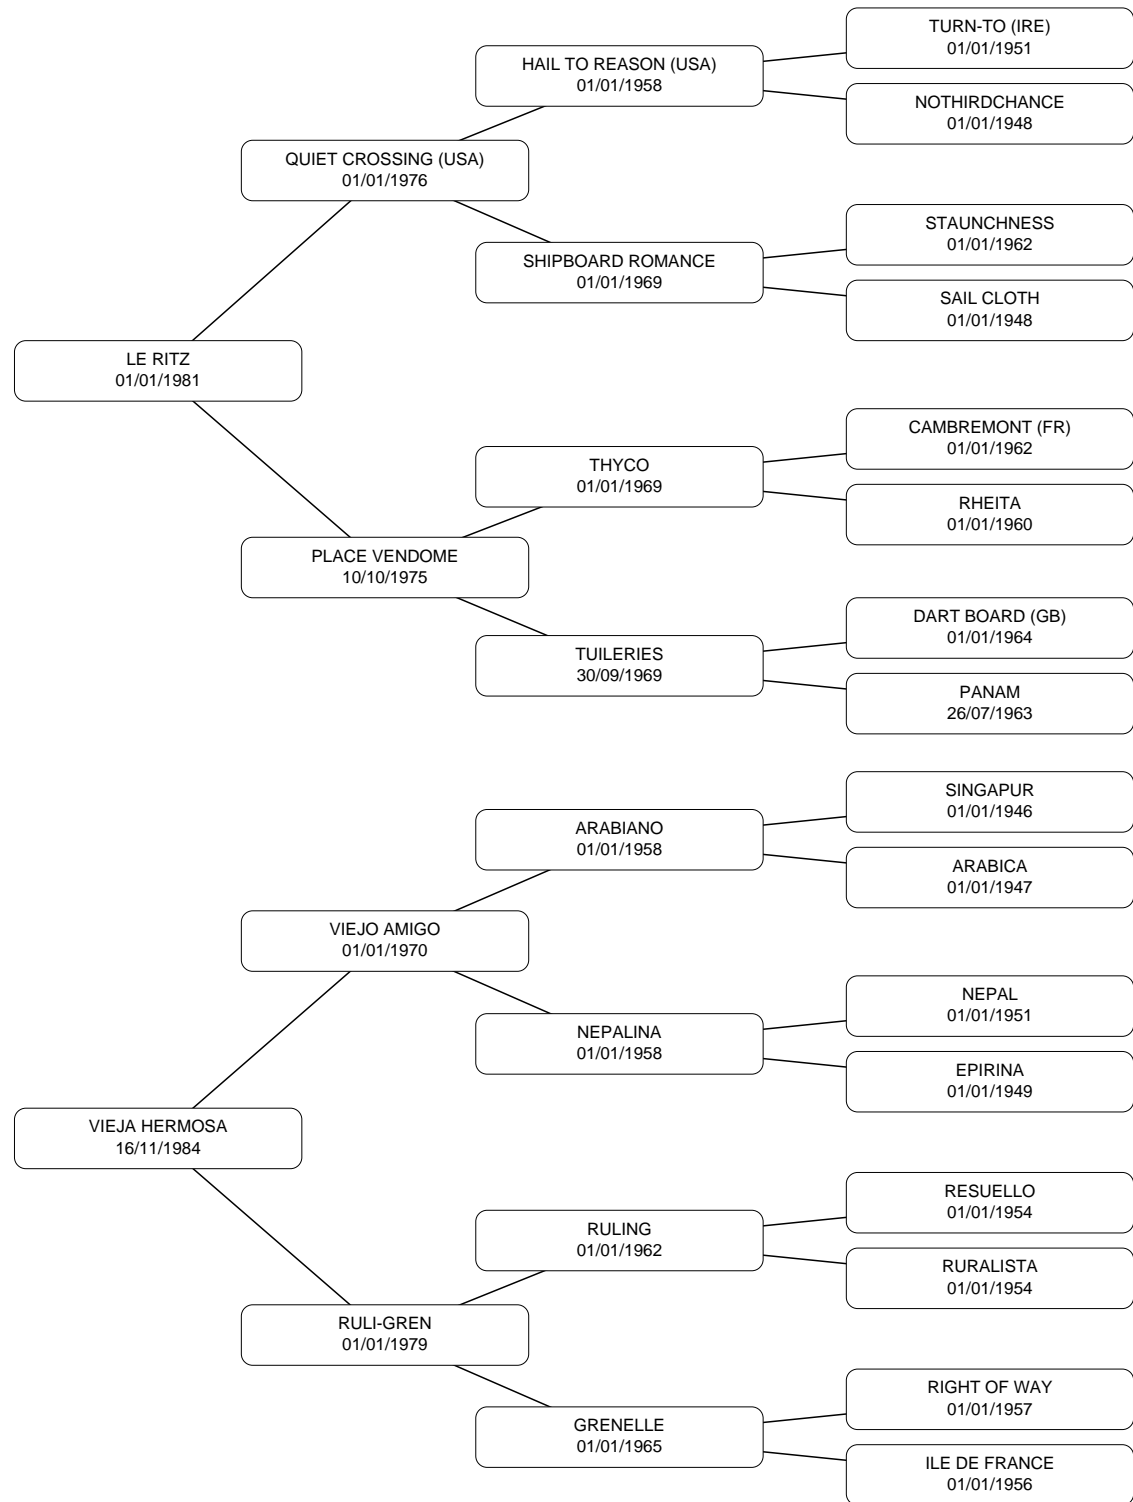 TURN-TO (IRE)
01/01/1951
HAIL TO REASON (USA)
01/01/1958
NOTHIRDCHANCE
01/01/1948
QUIET CROSSING (USA)
01/01/1976
STAUNCHNESS
01/01/1962
SHIPBOARD ROMANCE
01/01/1969
SAIL CLOTH
01/01/1948
LE RITZ
01/01/1981
CAMBREMONT (FR)
01/01/1962
THYCO
01/01/1969
RHEITA
01/01/1960
PLACE VENDOME
10/10/1975
DART BOARD (GB)
01/01/1964
TUILERIES
30/09/1969
PANAM
26/07/1963
SINGAPUR
01/01/1946
ARABIANO
01/01/1958
ARABICA
01/01/1947
VIEJO AMIGO
01/01/1970
NEPAL
01/01/1951
NEPALINA
01/01/1958
EPIRINA
01/01/1949
VIEJA HERMOSA
16/11/1984
RESUELLO
01/01/1954
RULING
01/01/1962
RURALISTA
01/01/1954
RULI-GREN
01/01/1979
RIGHT OF WAY
01/01/1957
GRENELLE
01/01/1965
ILE DE FRANCE
01/01/1956